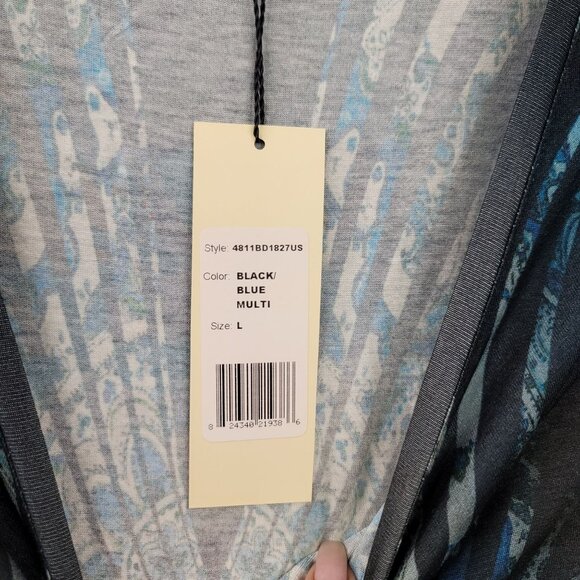 Style: 4811BD1827US
Color: BLACK/
BLUE
MULTI
Size: L
8 24340 21938 6